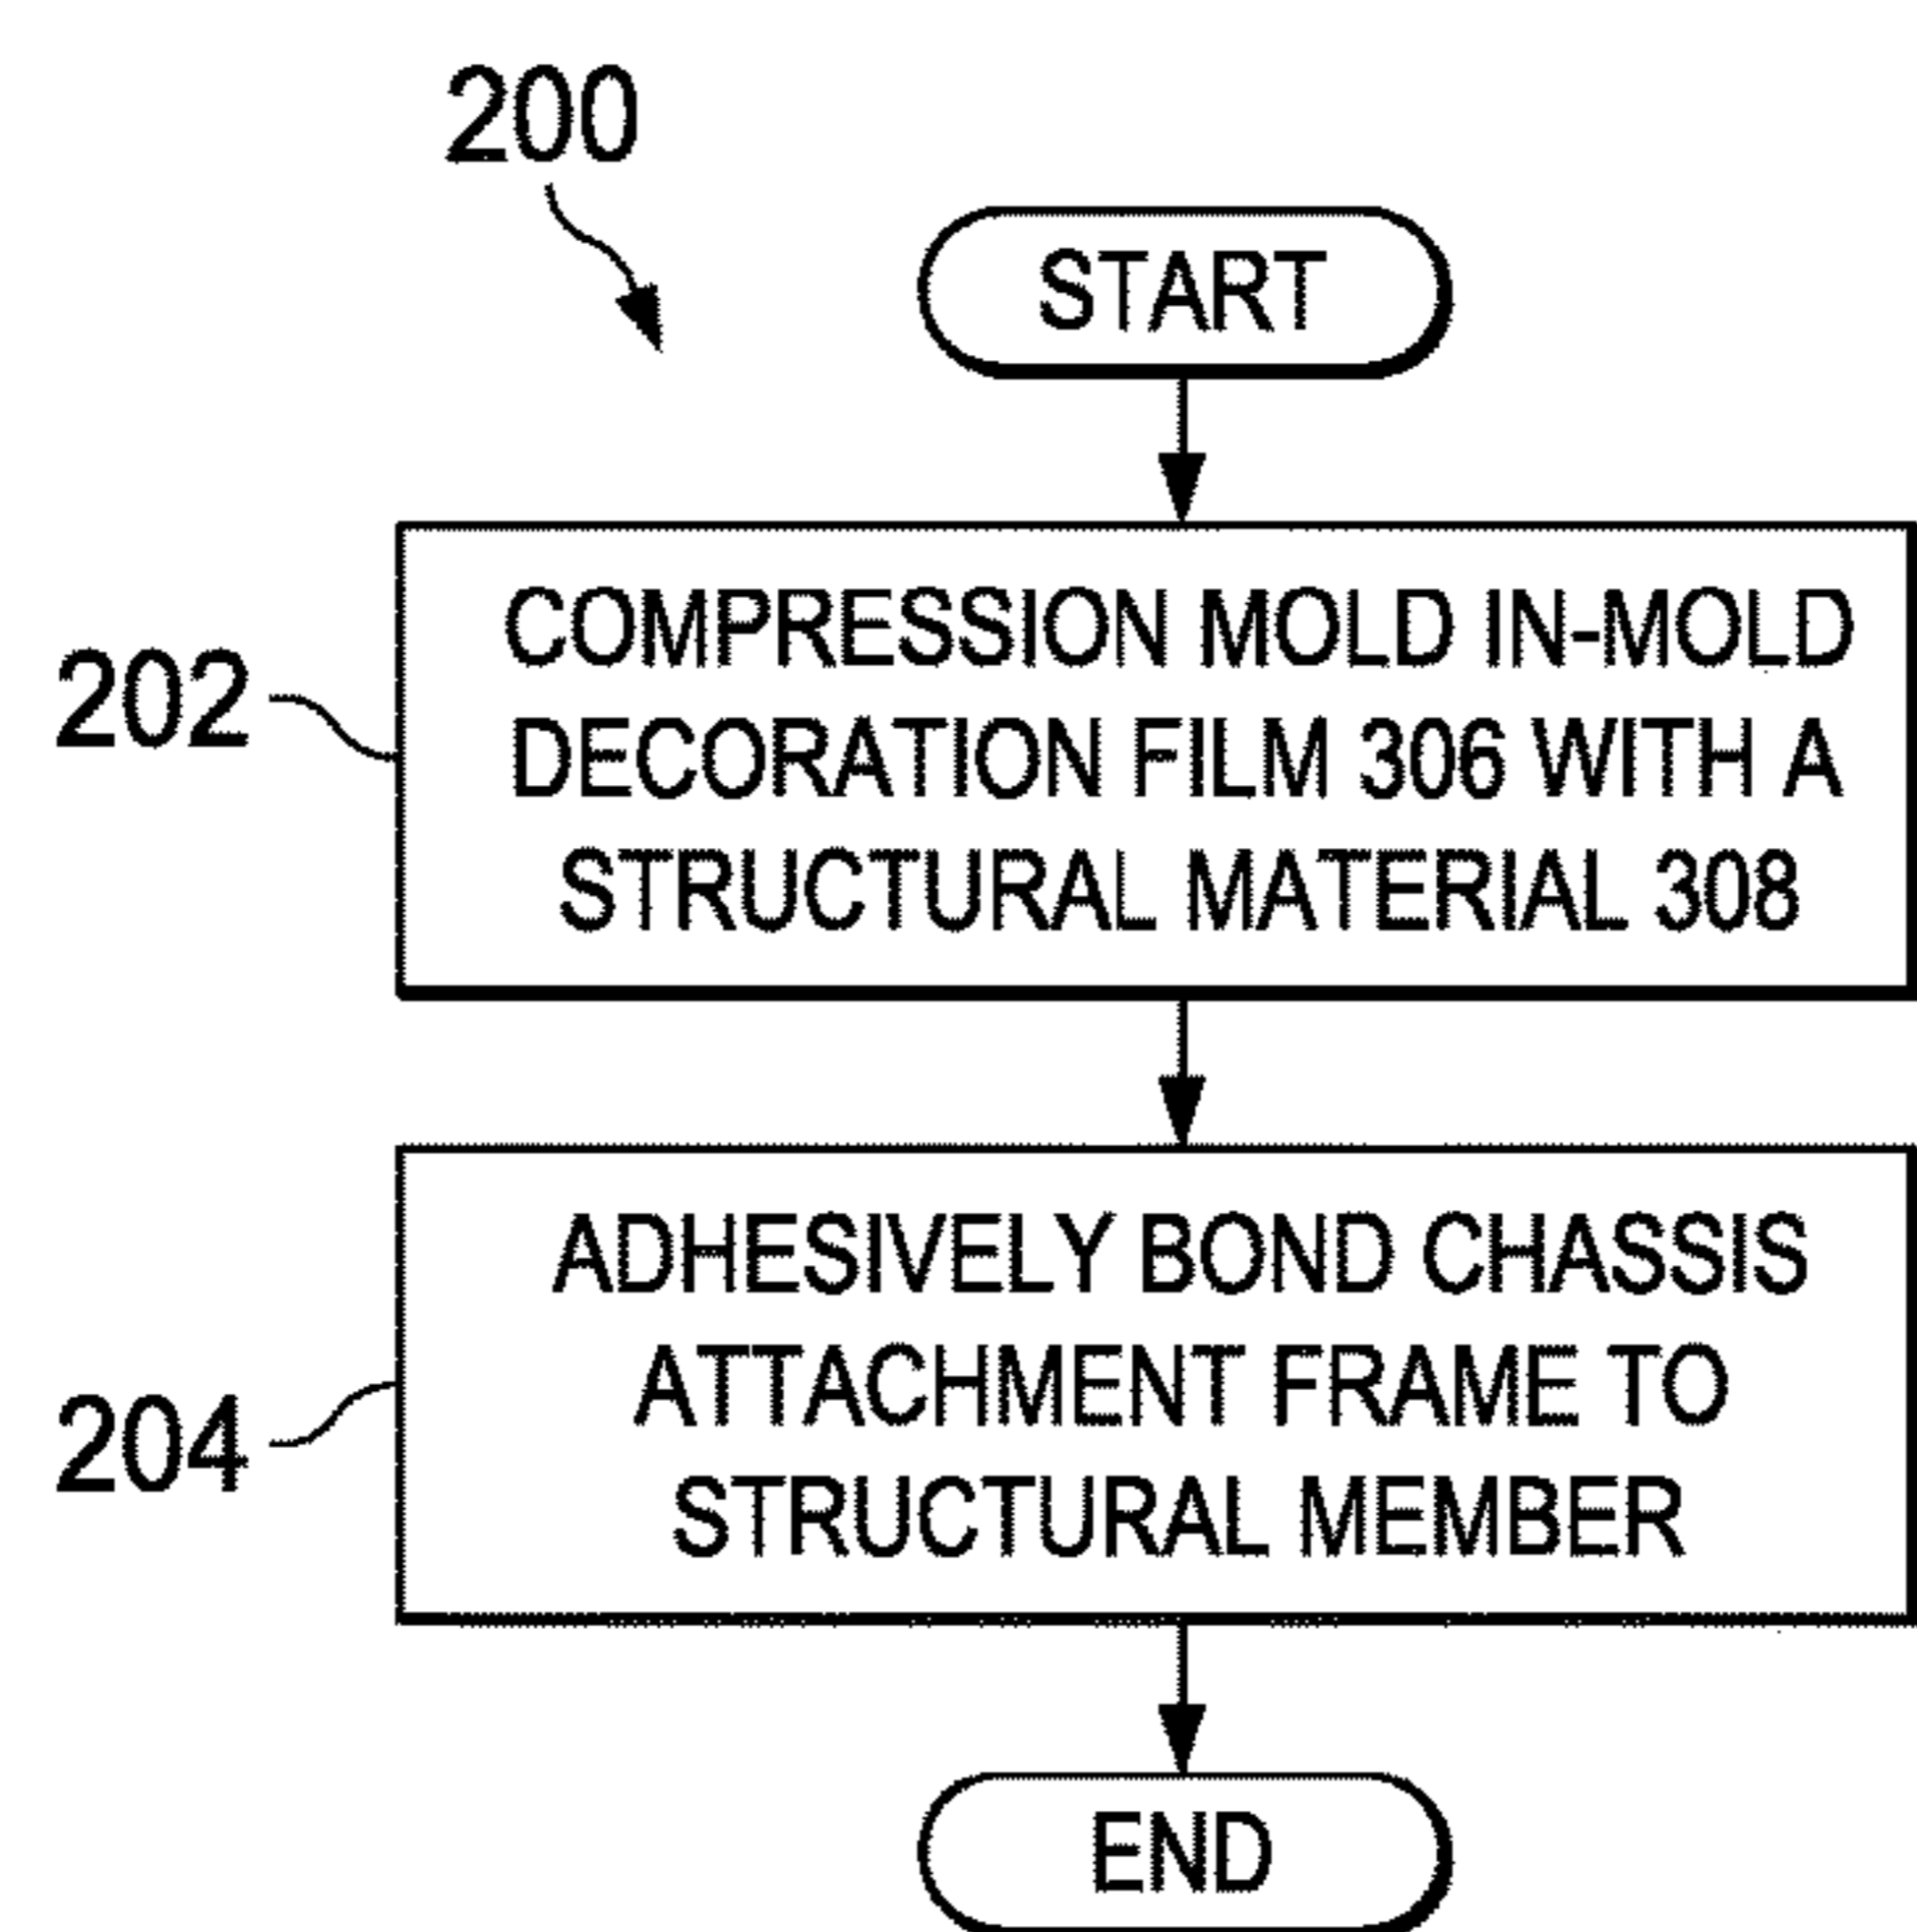 200
START
202
COMPRESSION MOLD IN-MOLD
DECORATION FILM 306 WITH A
STRUCTURAL MATERIAL 308
204
ADHESIVELY BOND CHASSIS
ATTACHMENT FRAME TO
STRUCTURAL MEMBER
END